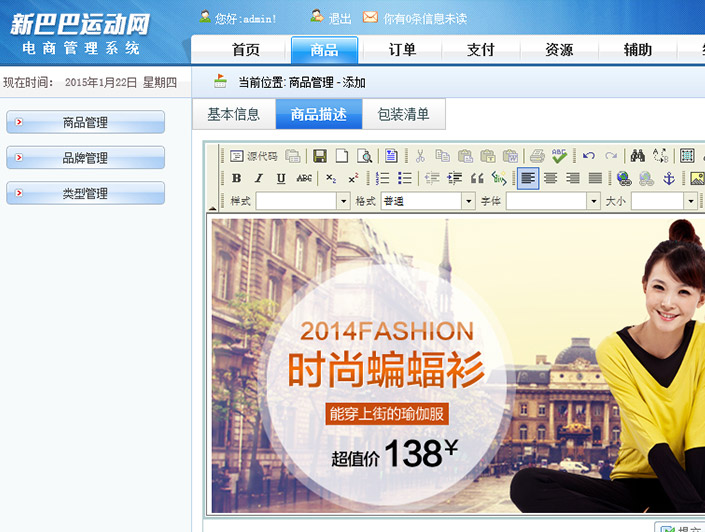 新巴巴运动网
电商管理系统
您好:admin!
退出
你有0条信息未读
首页 商品 订单 支付 资源 辅助
现在时间: 2015年1月22日 星期四
当前位置: 商品管理 - 添加
商品管理
品牌管理
类型管理
基本信息 商品描述 包装清单
源代码
B I U ABC x₂ x²
样式 格式 普通 字体 大小
2014FASHION
时尚蝙蝠衫
能穿上街的瑜伽服
超值价 138¥